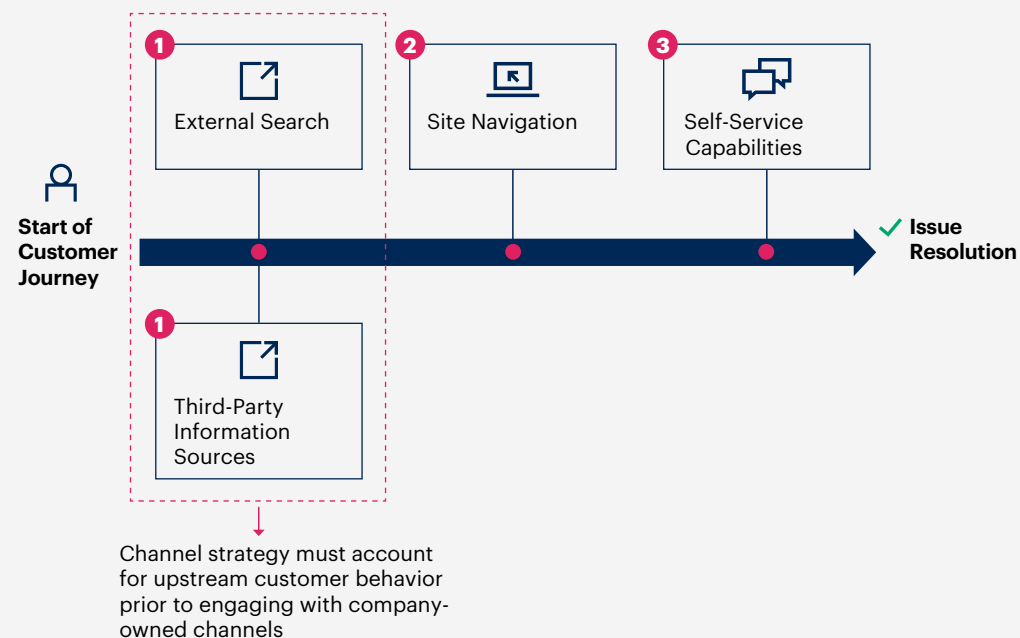 1
External Search
2
Site Navigation
3
Self-Service
Capabilities
Start of
Customer
Journey
Issue
Resolution
1
Third-Party
Information
Sources
Channel strategy must account
for upstream customer behavior
prior to engaging with company-
owned channels